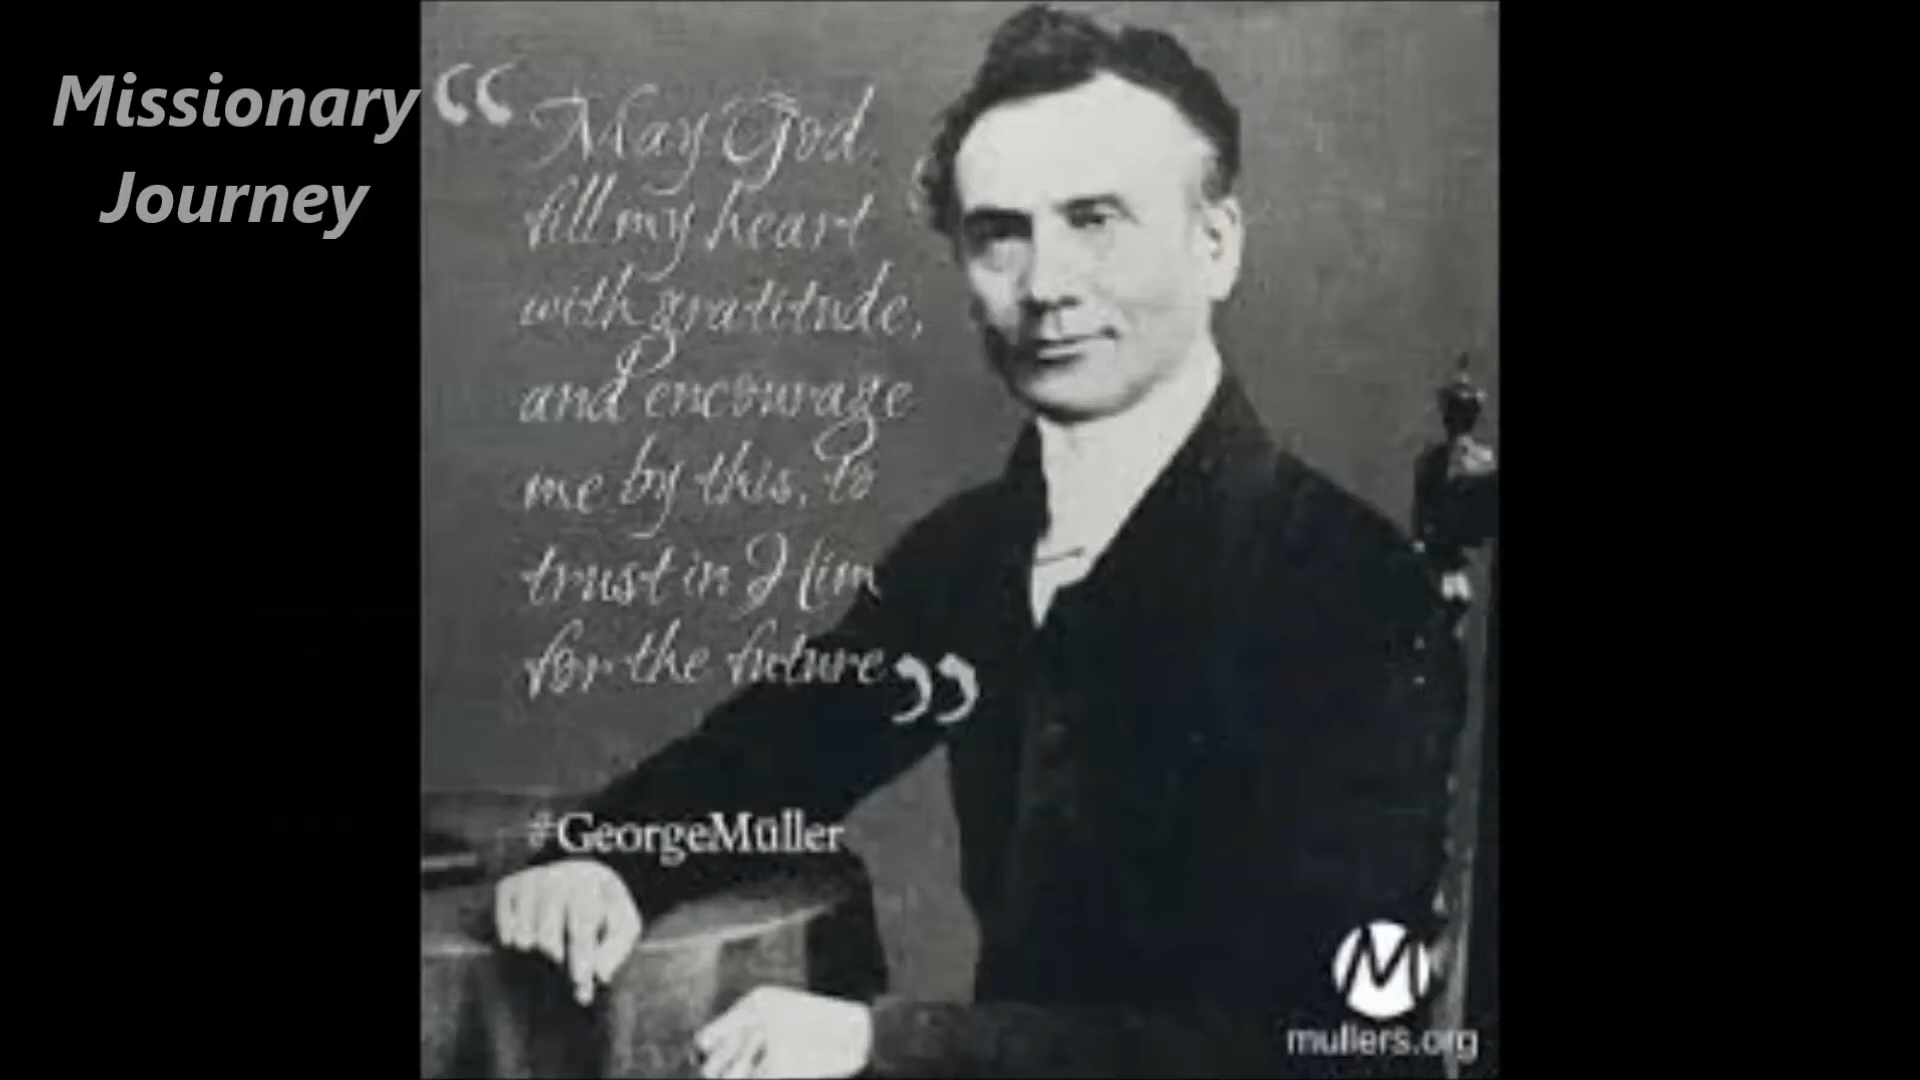 Missionary
Journey
“May God
fill my heart
with gratitude,
and encourage
me by this, to
trust in Him
for the future”
#GeorgeMüller
M
mullers.org